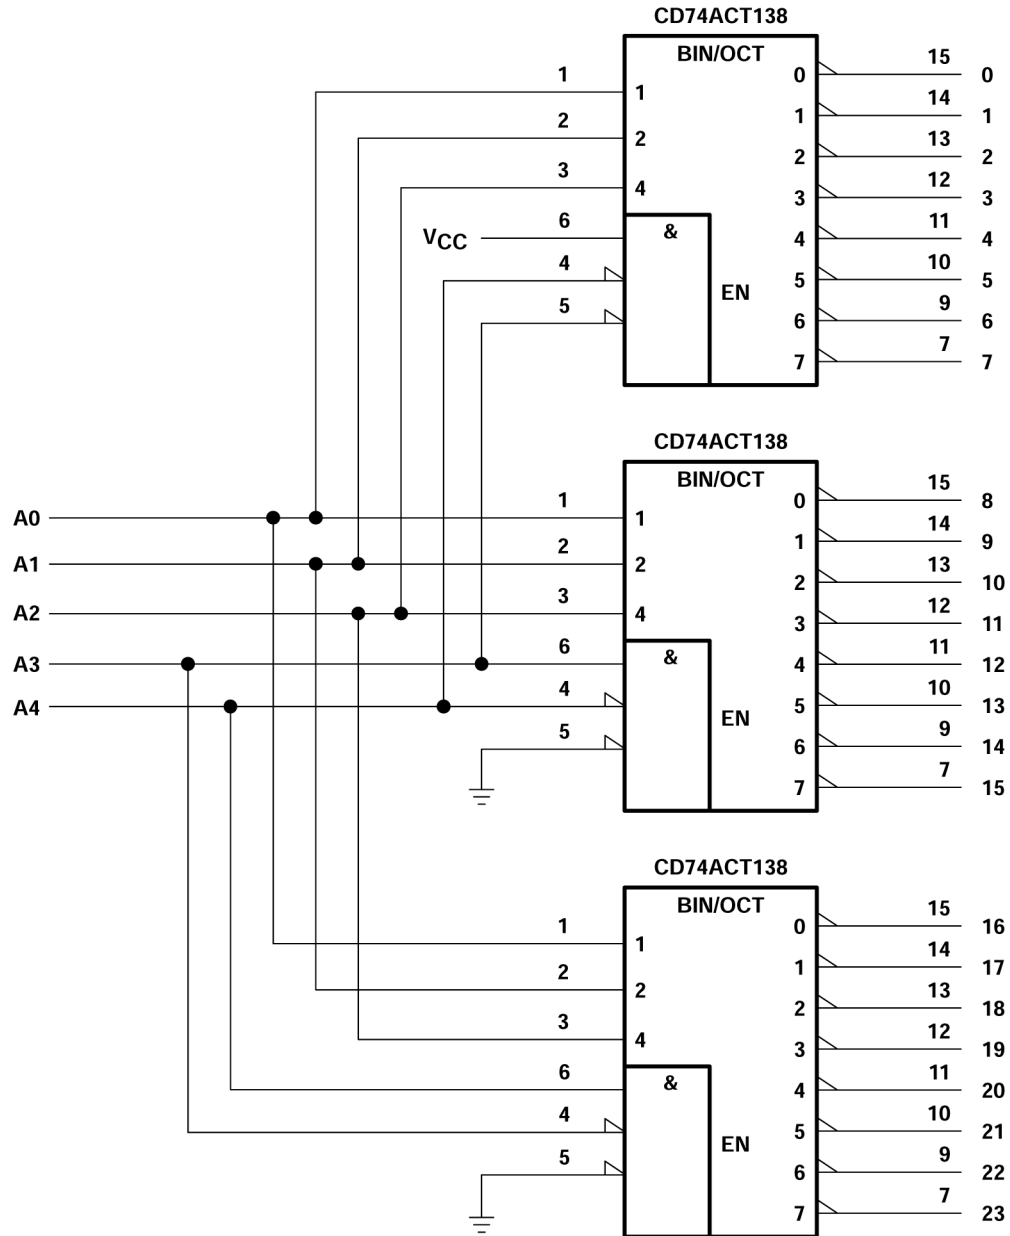 CD74ACT138
BIN/OCT
1 1 0 15 0
2 2 1 14 1
3 4 2 13 2
VCC 6 & 3 12 3
4 EN 4 11 4
5 5 10 5
6 9 6
7 7 7
CD74ACT138
BIN/OCT
A0 1 1 0 15 8
A1 2 2 1 14 9
A2 3 4 2 13 10
A3 6 & 3 12 11
A4 4 EN 4 11 12
5 5 10 13
6 9 14
7 7 15
CD74ACT138
BIN/OCT
1 1 0 15 16
2 2 1 14 17
3 4 2 13 18
6 & 3 12 19
4 EN 4 11 20
5 5 10 21
6 9 22
7 7 23